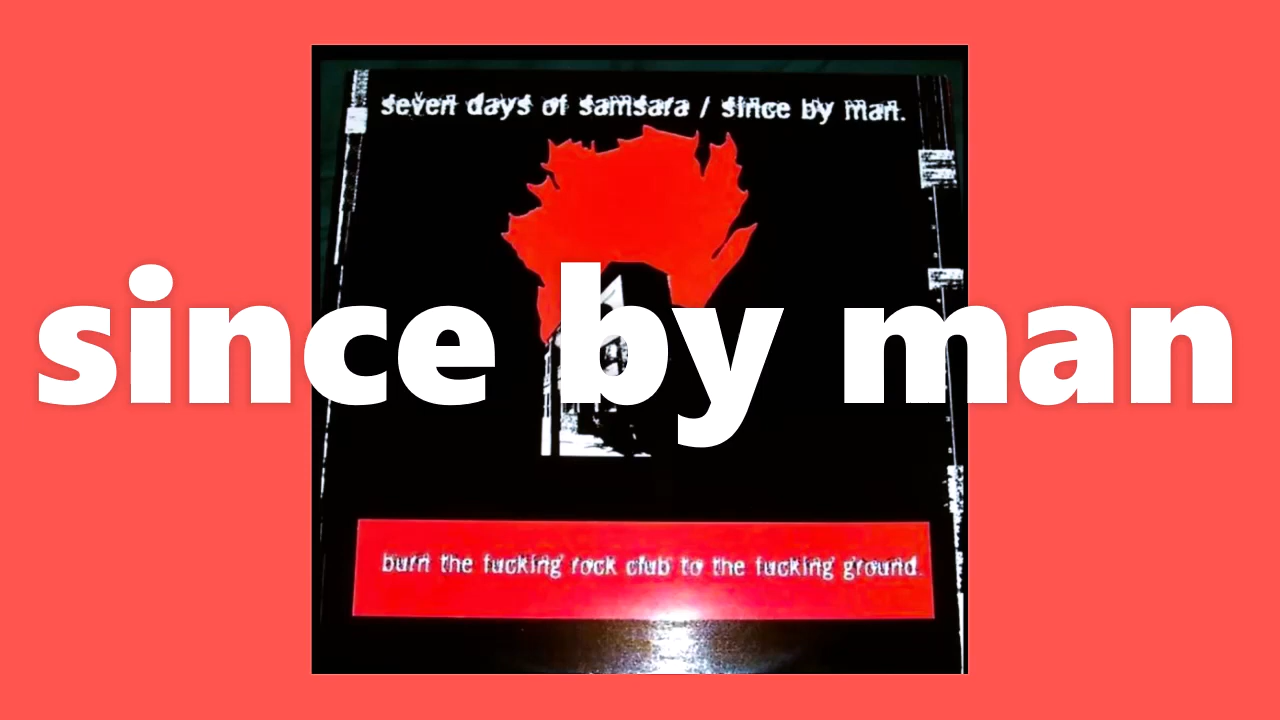 seven days of samsara / since by man.
since by man
burn the fucking rock club to the fucking ground.